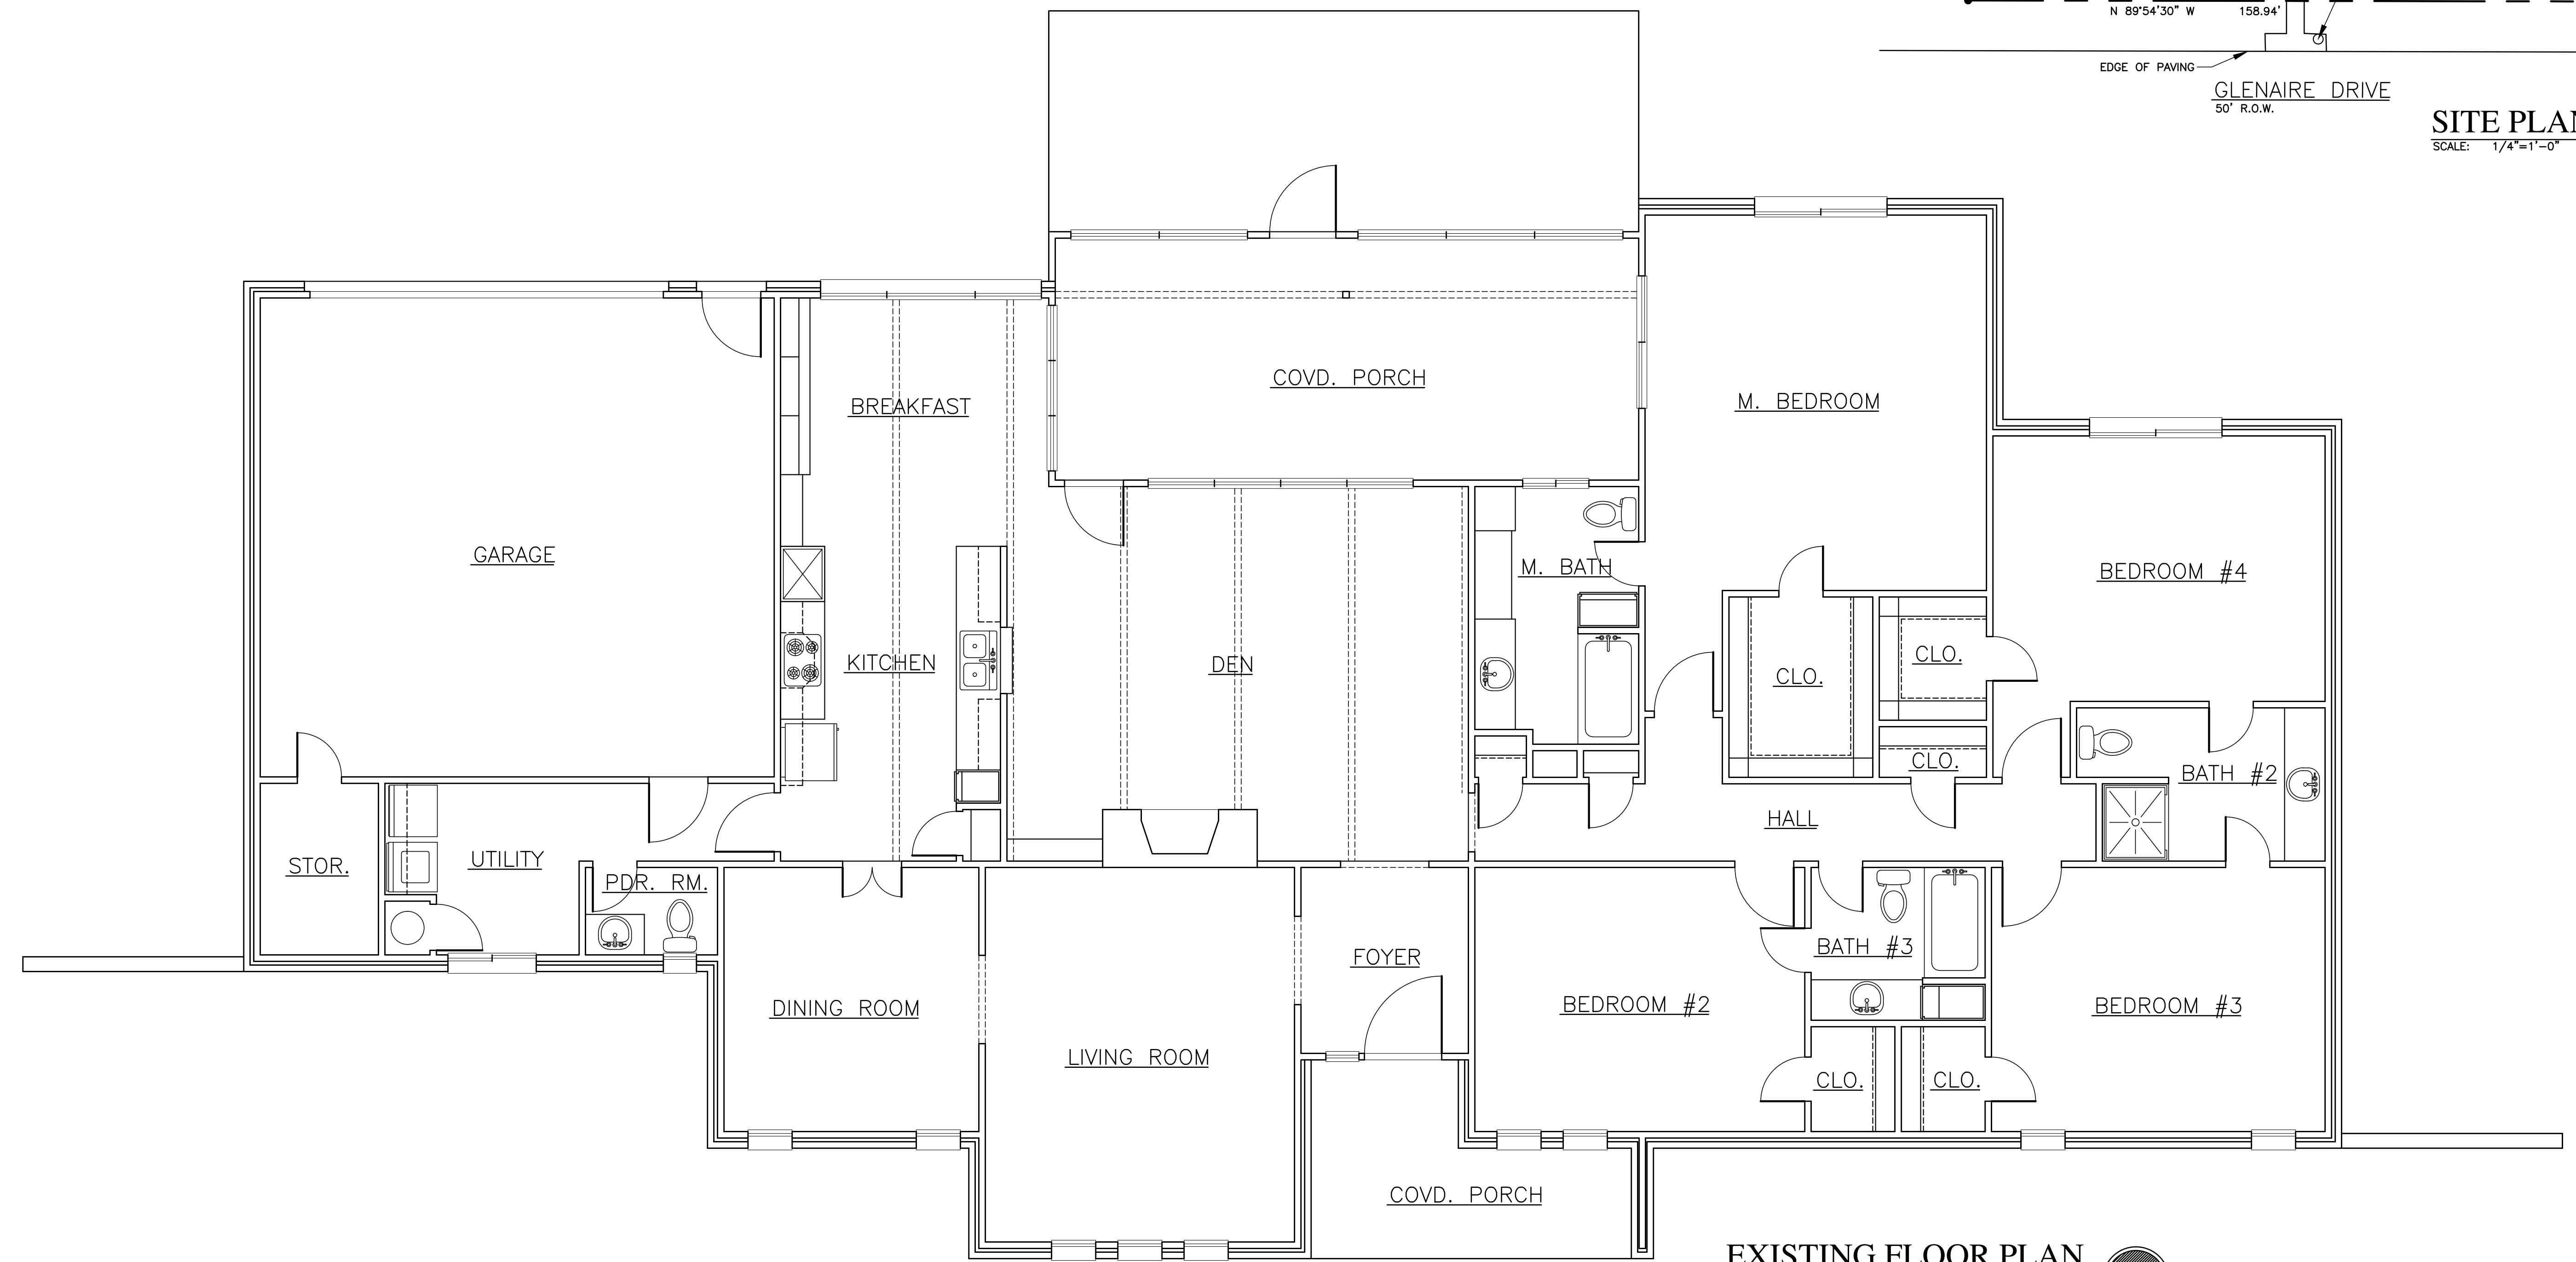 N 89°54'30" W 158.94'
EDGE OF PAVING
GLENAIRE DRIVE
50' R.O.W.
SITE PLAN
SCALE: 1/4"=1'-0"
COVD. PORCH
BREAKFAST
M. BEDROOM
GARAGE
M. BATH
BEDROOM #4
KITCHEN
DEN
CLO.
CLO.
CLO.
BATH #2
HALL
STOR.
UTILITY
PDR. RM.
FOYER
BATH #3
DINING ROOM
BEDROOM #2
BEDROOM #3
LIVING ROOM
CLO.
CLO.
COVD. PORCH
EXISTING FLOOR PLAN